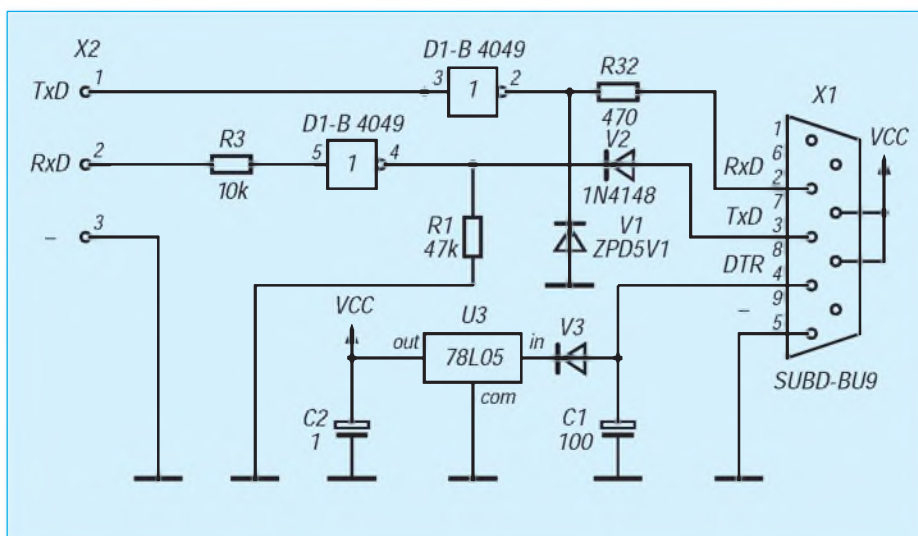 X2
D1-B 4049
R32
X1
1
3
1
2
TxD
470
VCC
D1-B 4049
V2
1
2
R3
5
1
4
6
RxD
RxD
2
10k
1N4148
7
TxD
3
3
R1
V1
8
–
47k
ZPD5V1
DTR
4
9
VCC
U3
V3
–
5
out
78L05
in
SUBD-BU9
com
C2
C1
1
100